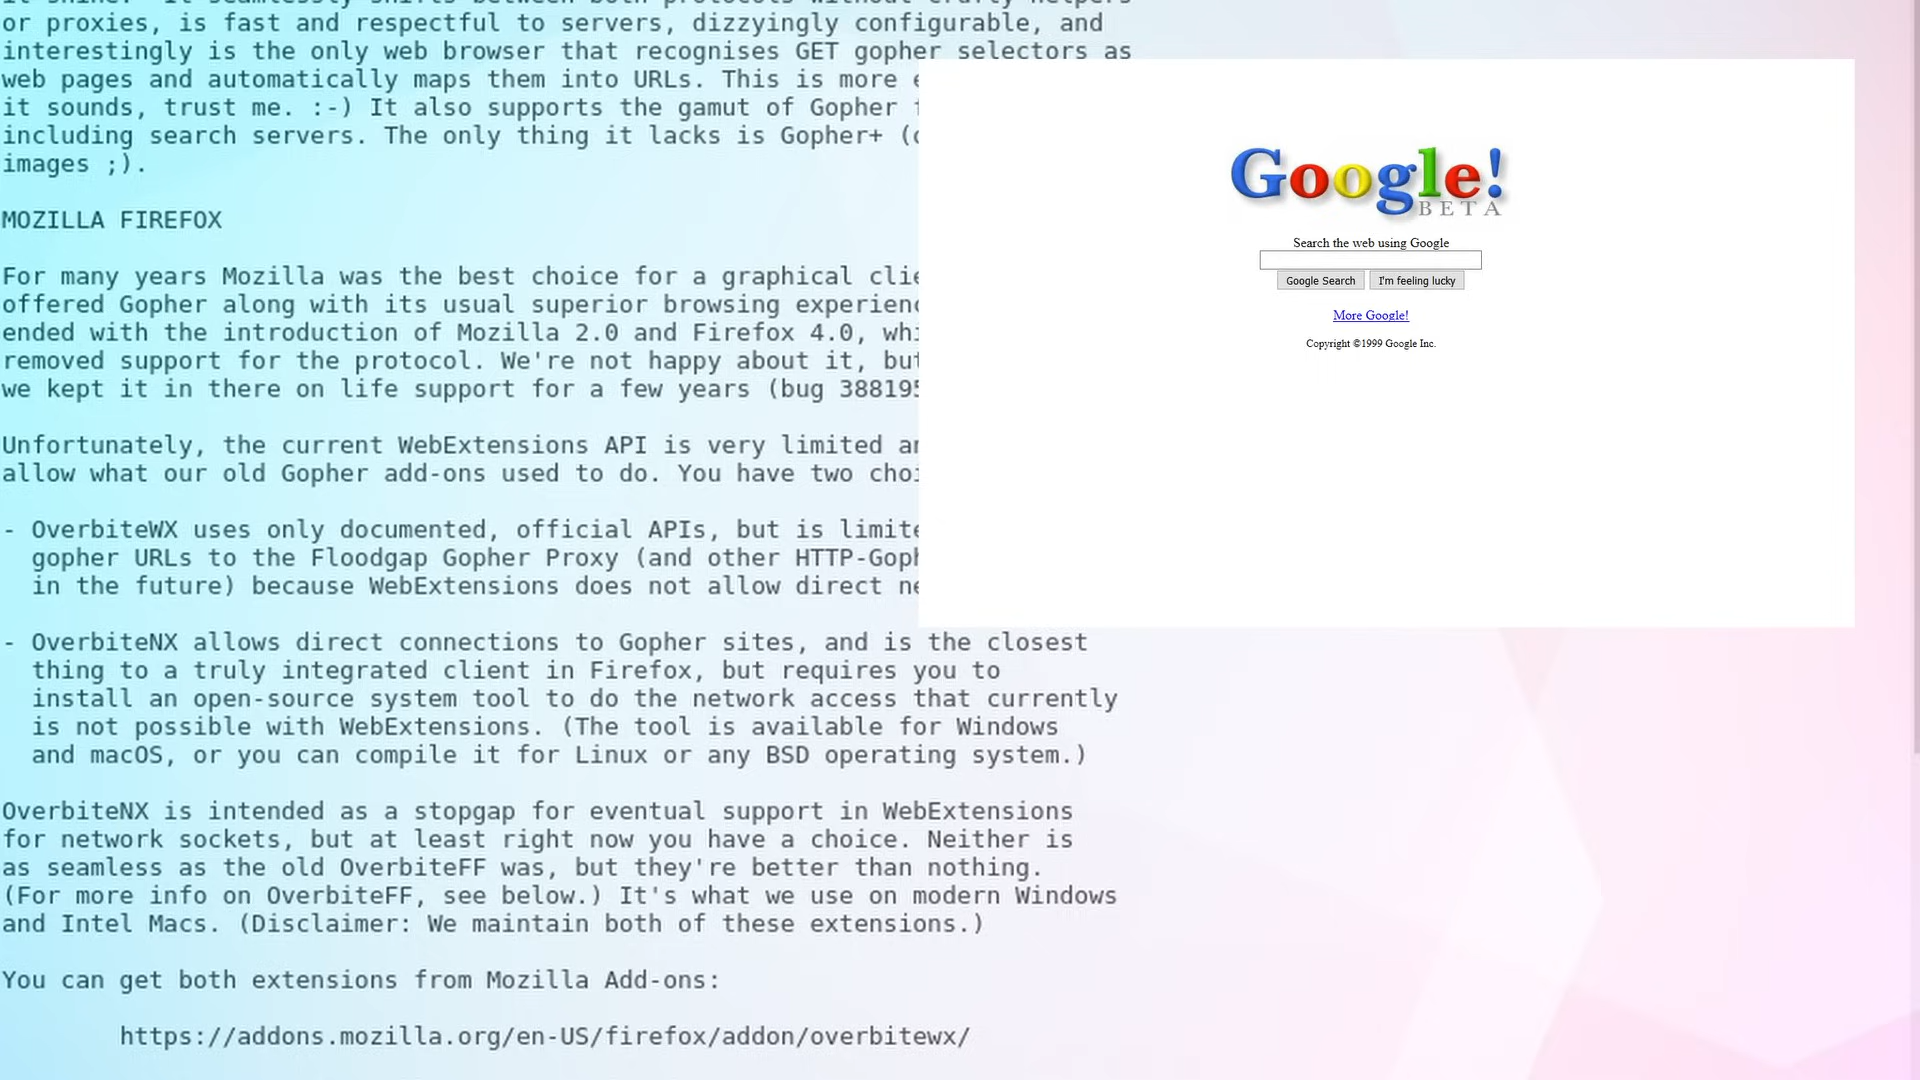 or proxies, is fast and respectful to servers, dizzyingly configurable, and
interestingly is the only web browser that recognises GET gopher selectors as
web pages and automatically maps them into URLs. This is more
it sounds, trust me. :-) It also supports the gamut of Gopher
including search servers. The only thing it lacks is Gopher+ (
images ;).
MOZILLA FIREFOX
For many years Mozilla was the best choice for a graphical
offered Gopher along with its usual superior browsing
ended with the introduction of Mozilla 2.0 and Firefox 4.0,
removed support for the protocol. We're not happy about it,
we kept it in there on life support for a few years (bug 388195
Unfortunately, the current WebExtensions API is very limited
allow what our old Gopher add-ons used to do. You have two
- OverbiteWX uses only documented, official APIs, but is
gopher URLs to the Floodgap Gopher Proxy (and other
in the future) because WebExtensions does not allow direct
- OverbiteNX allows direct connections to Gopher sites, and is the closest
thing to a truly integrated client in Firefox, but requires you to
install an open-source system tool to do the network access that currently
is not possible with WebExtensions. (The tool is available for Windows
and macOS, or you can compile it for Linux or any BSD operating system.)
OverbiteNX is intended as a stopgap for eventual support in WebExtensions
for network sockets, but at least right now you have a choice. Neither is
as seamless as the old OverbiteFF was, but they're better than nothing.
(For more info on OverbiteFF, see below.) It's what we use on modern Windows
and Intel Macs. (Disclaimer: We maintain both of these extensions.)
You can get both extensions from Mozilla Add-ons:
https://addons.mozilla.org/en-US/firefox/addon/overbitewx/
Google!
BETA
Search the web using Google
Google Search I'm feeling lucky
More Google!
Copyright ©1999 Google Inc.